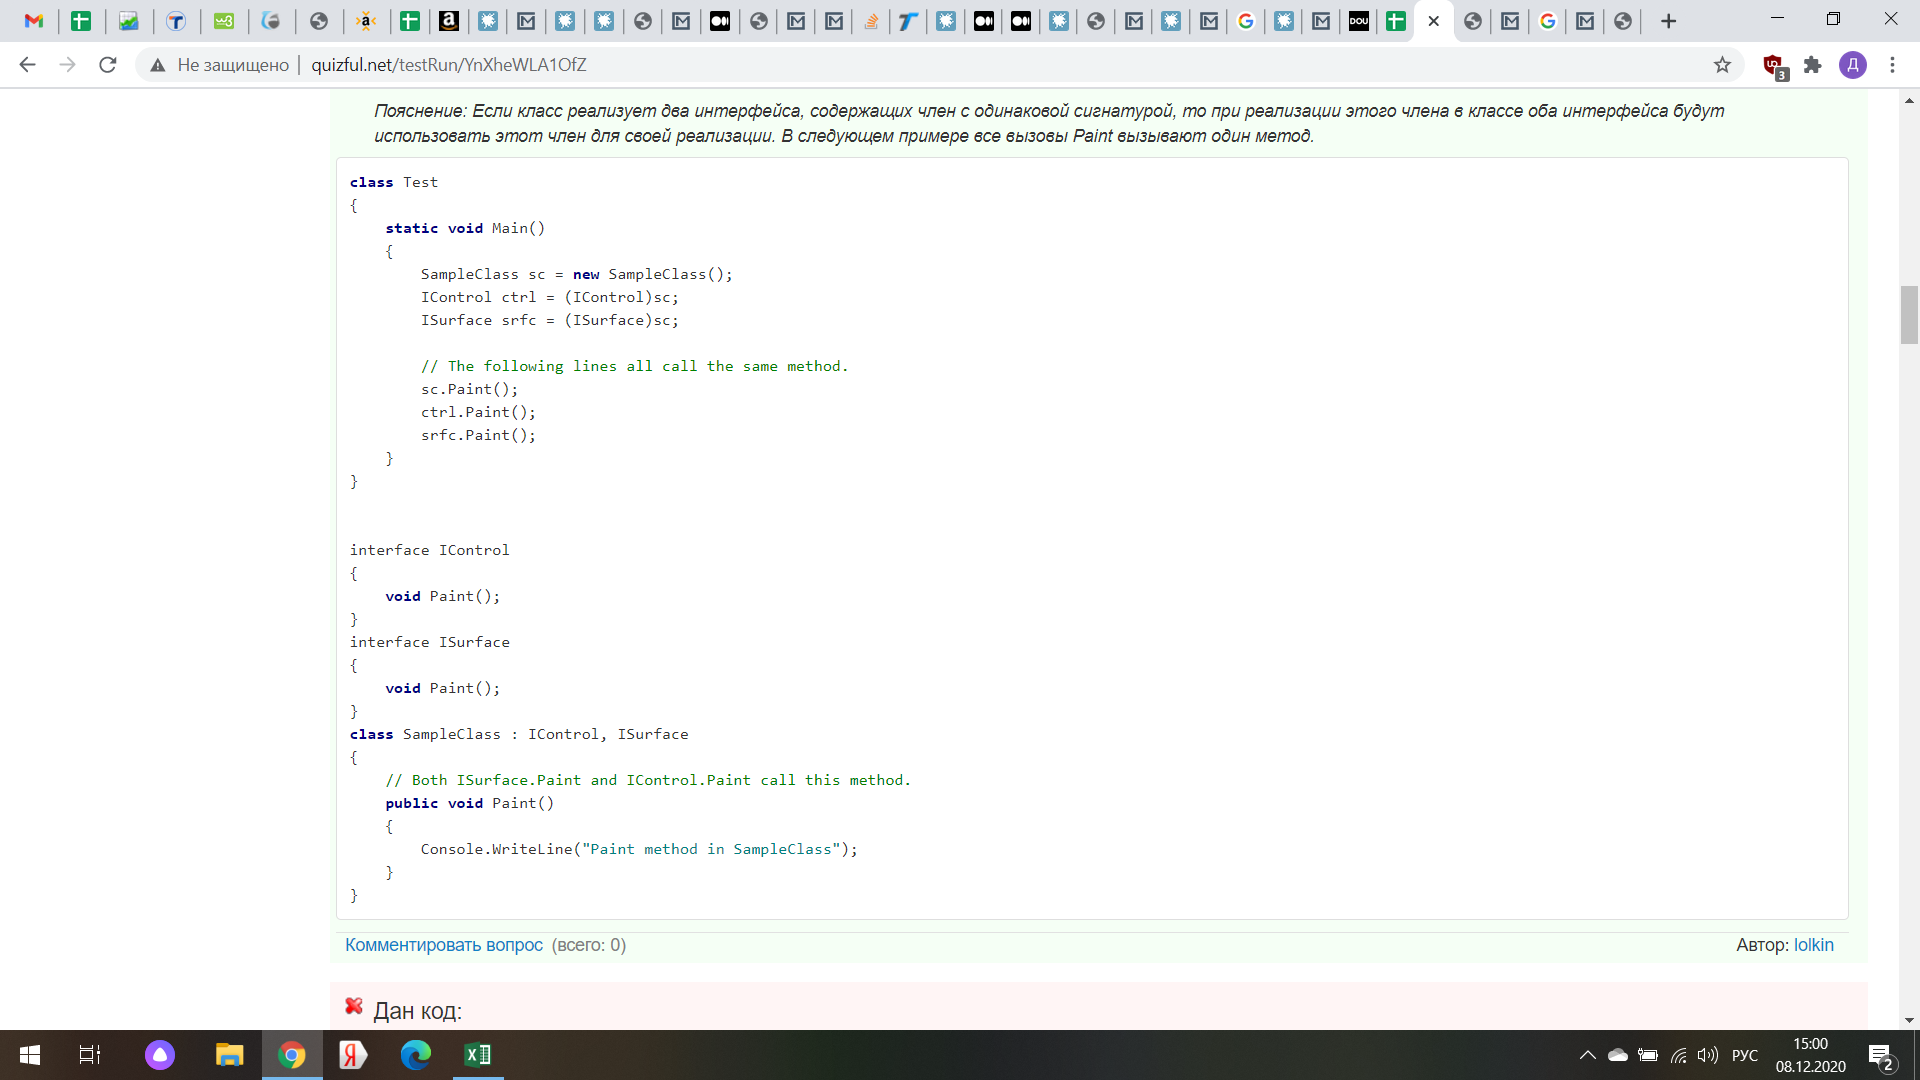 Не защищено
quizful.net/testRun/YnXheWLA1OfZ
3
Д
Пояснение: Если класс реализует два интерфейса, содержащих член с одинаковой сигнатурой, то при реализации этого члена в классе оба интерфейса будут
использовать этот член для своей реализации. В следующем примере все вызовы Paint вызывают один метод.
class Test
{
static void Main()
{
SampleClass sc = new SampleClass();
IControl ctrl = (IControl)sc;
ISurface srfc = (ISurface)sc;
// The following lines all call the same method.
sc.Paint();
ctrl.Paint();
srfc.Paint();
}
}
interface IControl
{
void Paint();
}
interface ISurface
{
void Paint();
}
class SampleClass : IControl, ISurface
{
// Both ISurface.Paint and IControl.Paint call this method.
public void Paint()
{
Console.WriteLine("Paint method in SampleClass");
}
}
Комментировать вопрос (всего: 0)
Автор: lolkin
Дан код:
РУС
15:00
08.12.2020
2